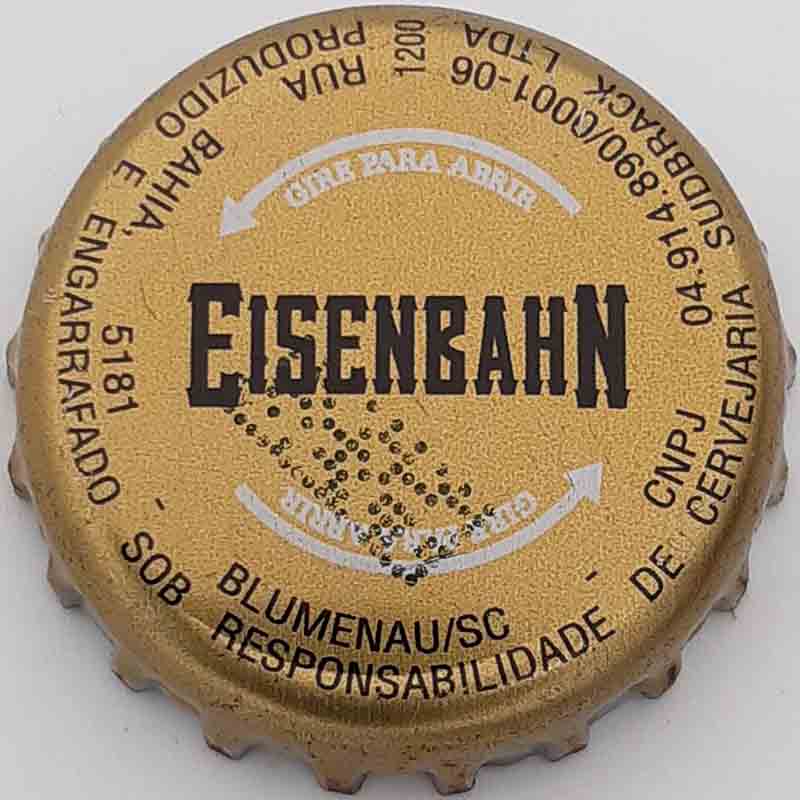 GIRE PARA ABRIR
EISENBAHN
GIRE PARA ABRIR
PRODUZIDO E ENGARRAFADO SOB RESPONSABILIDADE DE CERVEJARIA SUDBRACK LTDA
RUA BAHIA, 5181 - BLUMENAU/SC - CNPJ 04.914.890/0001-06
1200